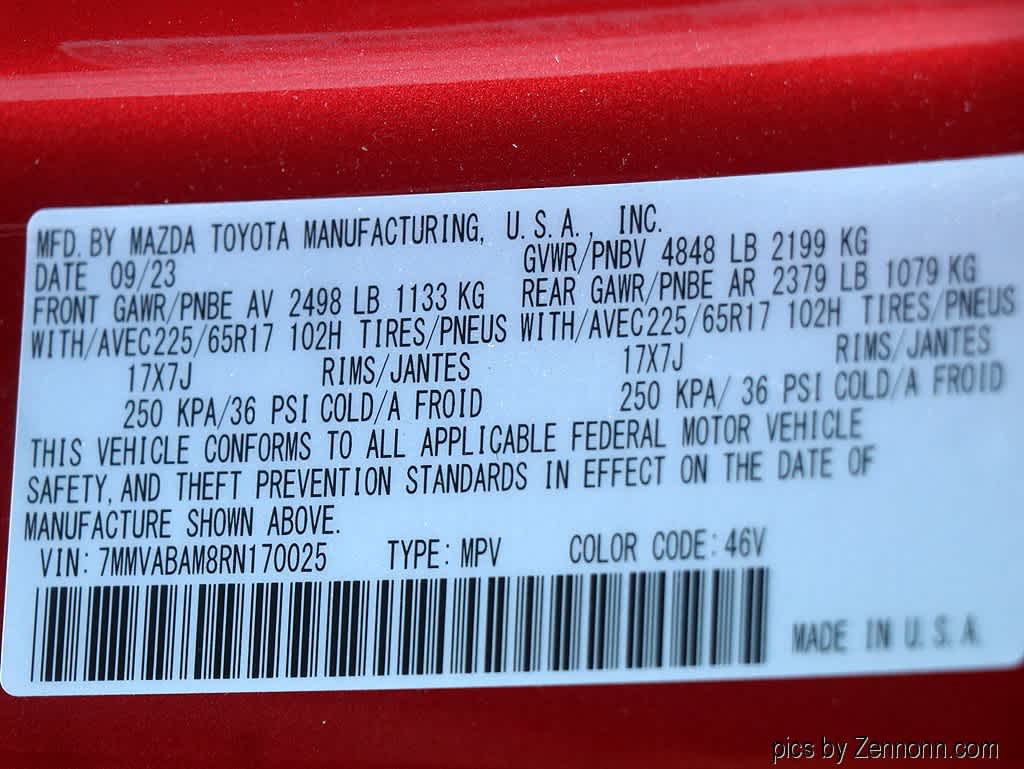 MFD. BY MAZDA TOYOTA MANUFACTURING, U.S.A., INC.
DATE 09/23 GVWR/PNBV 4848 LB 2199 KG
FRONT GAWR/PNBE AV 2498 LB 1133 KG REAR GAWR/PNBE AR 2379 LB 1079 KG
WITH/AVEC225/65R17 102H TIRES/PNEUS WITH/AVEC225/65R17 102H TIRES/PNEUS
17X7J RIMS/JANTES 17X7J RIMS/JANTES
250 KPA/36 PSI COLD/A FROID 250 KPA/ 36 PSI COLD/A FROID
THIS VEHICLE CONFORMS TO ALL APPLICABLE FEDERAL MOTOR VEHICLE
SAFETY, AND THEFT PREVENTION STANDARDS IN EFFECT ON THE DATE OF
MANUFACTURE SHOWN ABOVE.
VIN: 7MMVABAM8RN170025 TYPE: MPV COLOR CODE: 46V
MADE IN U.S.A.
pics by Zennonn.com